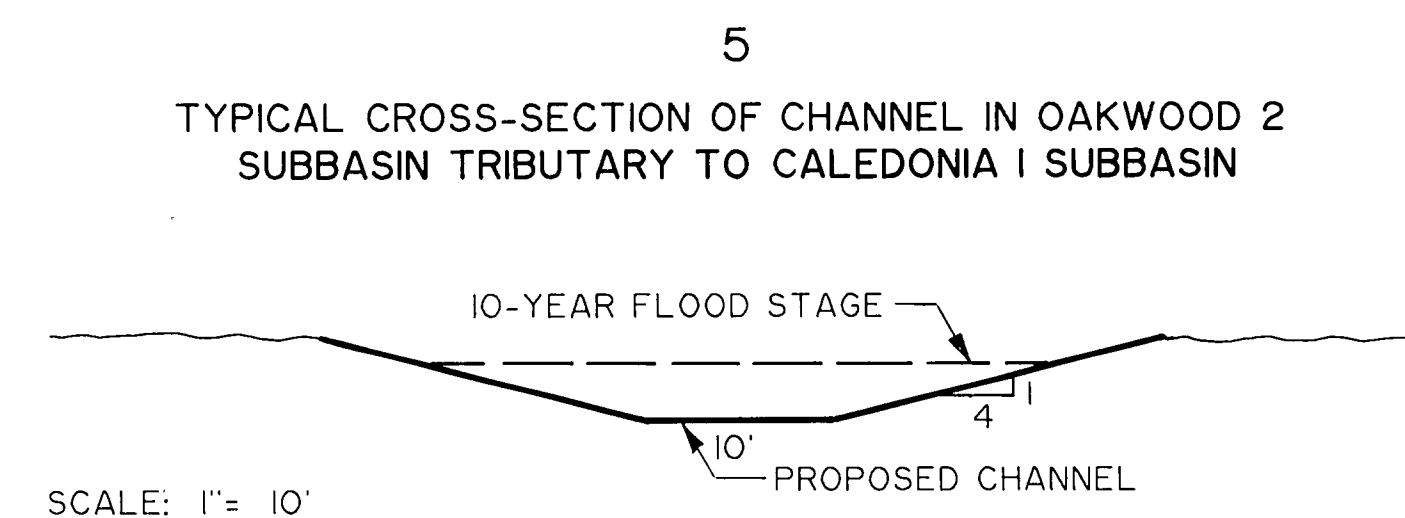 5
TYPICAL CROSS-SECTION OF CHANNEL IN OAKWOOD 2
SUBBASIN TRIBUTARY TO CALEDONIA I SUBBASIN
10-YEAR FLOOD STAGE
1
4
10'
PROPOSED CHANNEL
SCALE: 1"= 10'